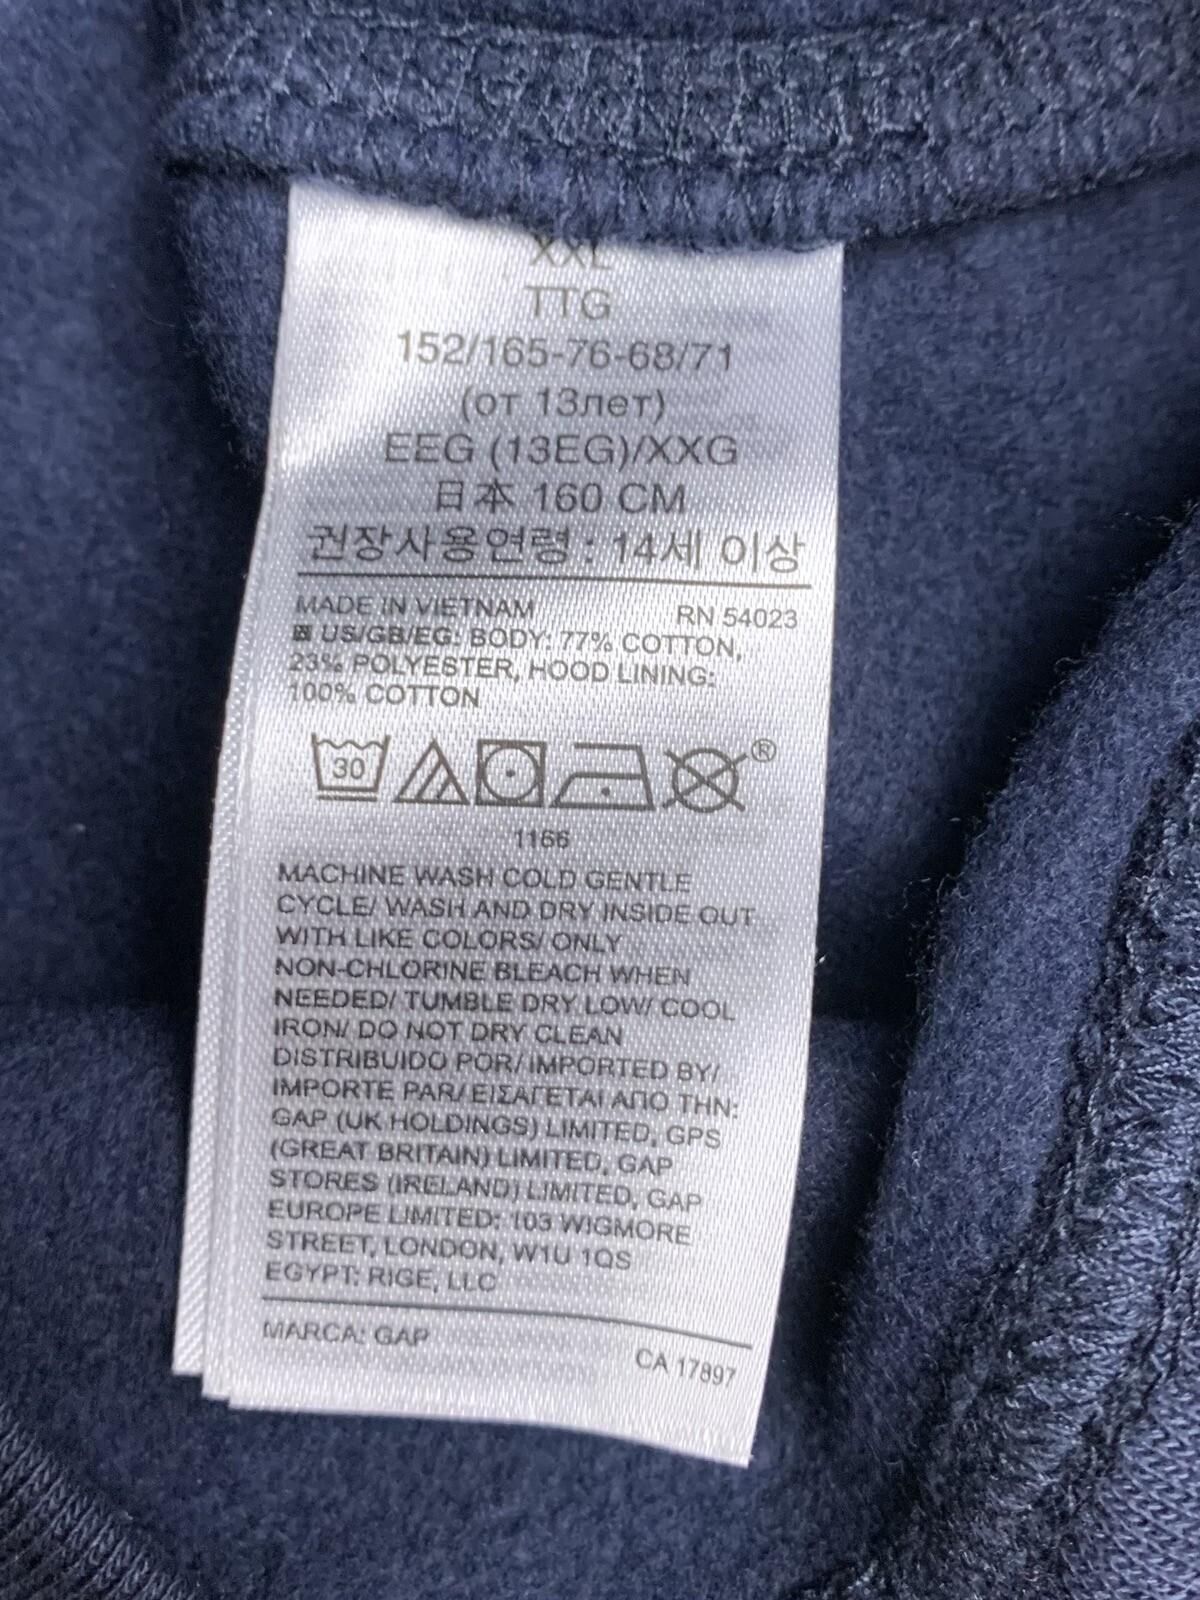 XXL
TTG
152/165-76-68/71
(от 13лет)
EEG (13EG)/XXG
日本 160 CM
권장사용연령 : 14세 이상
MADE IN VIETNAM RN 54023
US/GB/EG: BODY: 77% COTTON,
23% POLYESTER, HOOD LINING:
100% COTTON
30 ®
1166
MACHINE WASH COLD GENTLE
CYCLE/ WASH AND DRY INSIDE OUT
WITH LIKE COLORS/ ONLY
NON-CHLORINE BLEACH WHEN
NEEDED/ TUMBLE DRY LOW/ COOL
IRON/ DO NOT DRY CLEAN
DISTRIBUIDO POR/ IMPORTED BY/
IMPORTE PAR/ ΕΙΣΑΓΕΤΑΙ ΑΠΟ ΤΗΝ:
GAP (UK HOLDINGS) LIMITED, GPS
(GREAT BRITAIN) LIMITED, GAP
STORES (IRELAND) LIMITED, GAP
EUROPE LIMITED: 103 WIGMORE
STREET, LONDON, W1U 1QS
EGYPT: RIGE, LLC
MARCA: GAP
CA 17897